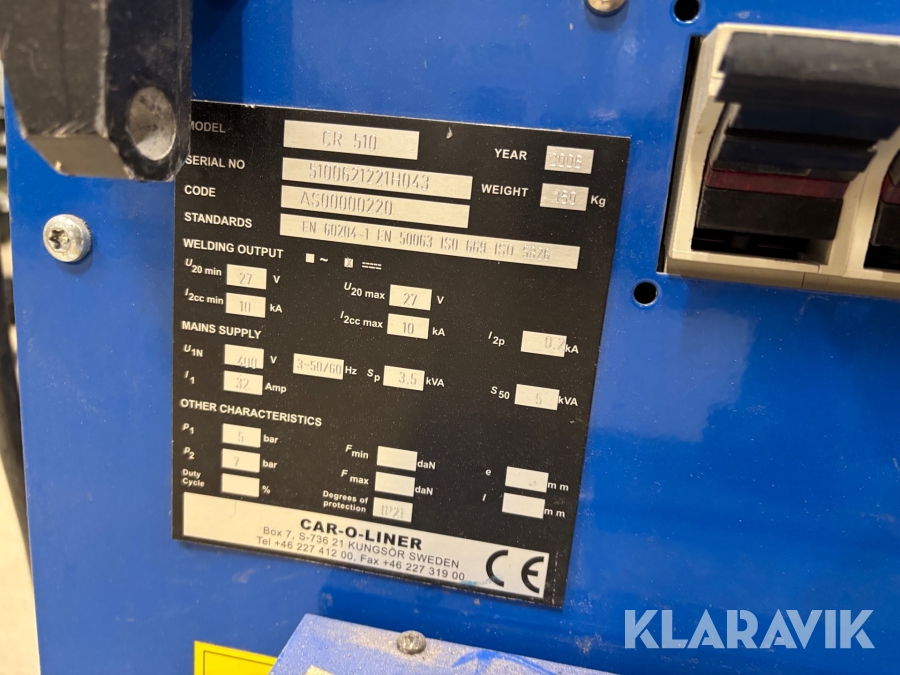 MODEL CR 510
SERIAL NO 5100621221H043
CODE AS00000220
STANDARDS EN 60204-1 EN 50063 ISO 669 ISO 5826
YEAR 2006
WEIGHT 150 Kg
WELDING OUTPUT ~
U20 min 27 V U20 max 27 V
I2cc min 10 kA I2cc max 10 kA I2p 0.2 kA
MAINS SUPPLY
U1N 400 V 3~50/60 Hz Sp 3.5 kVA S50 5 kVA
I1 32 Amp
OTHER CHARACTERISTICS
P1 5 bar Fmin daN e mm
P2 7 bar Fmax daN l mm
Duty Cycle % Degrees of protection IP21
CAR-O-LINER
Box 7, S-736 21 KUNGSÖR SWEDEN
Tel +46 227 412 00, Fax +46 227 319 00
CE
KLARAVIK